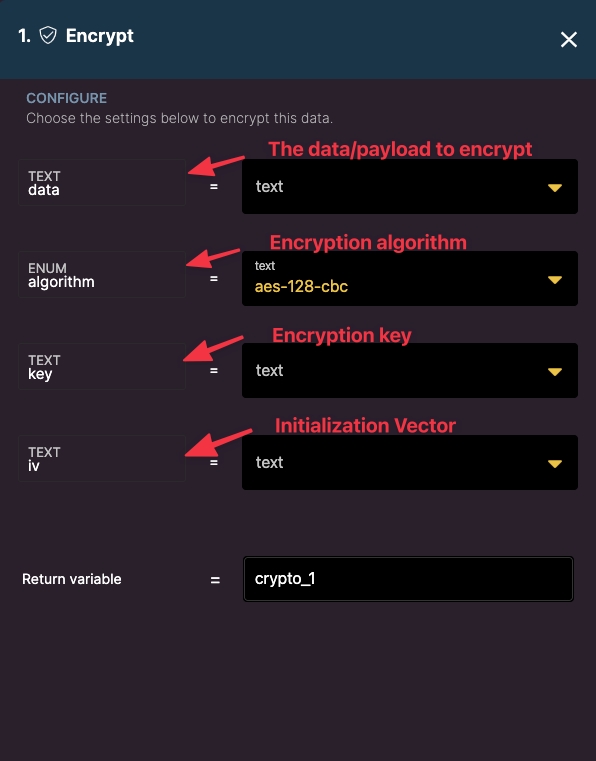 1. Encrypt
CONFIGURE
Choose the settings below to encrypt this data.
The data/payload to encrypt
TEXT
data
=
text
Encryption algorithm
ENUM
algorithm
=
text
aes-128-cbc
Encryption key
TEXT
key
=
text
Initialization Vector
TEXT
iv
=
text
Return variable = crypto_1